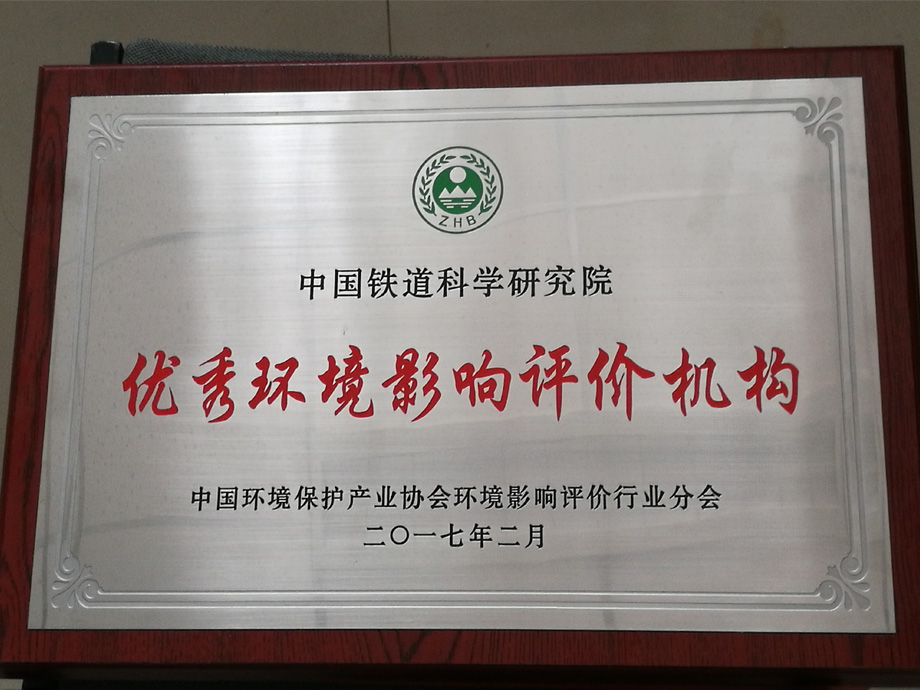 ZHB
中国铁道科学研究院
优秀环境影响评价机构
中国环境保护产业协会环境影响评价行业分会
二〇一七年二月